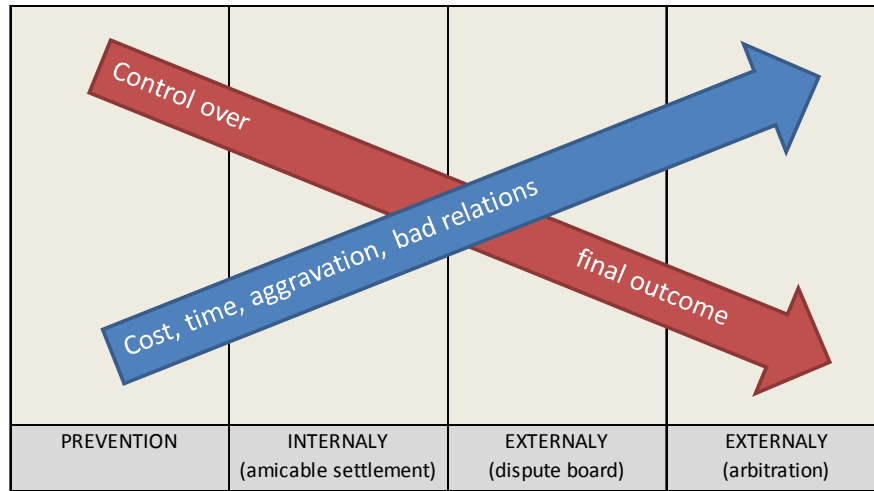 Control over
final outcome
Cost, time, aggravation, bad relations
PREVENTION
INTERNALY
(amicable settlement)
EXTERNALY
(dispute board)
EXTERNALY
(arbitration)